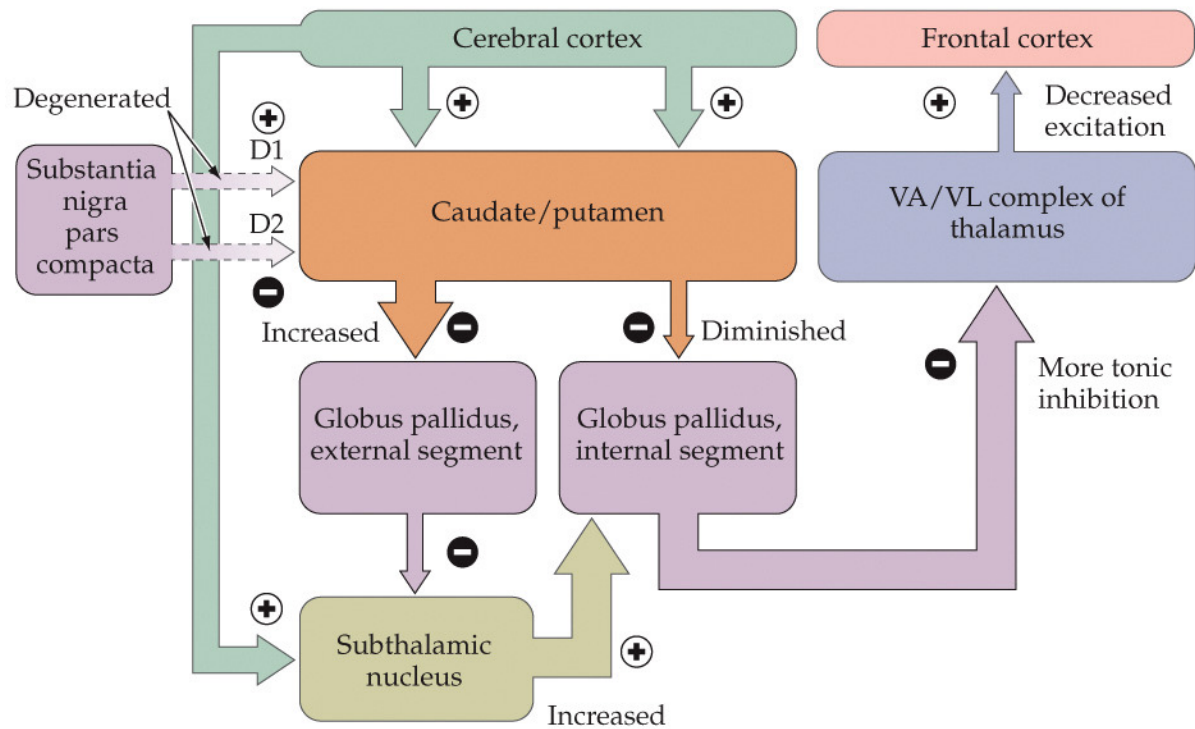 Cerebral cortex
Frontal cortex
Degenerated
+
+
+
+
Decreased
excitation
D1
Substantia
nigra
pars
compacta
Caudate/putamen
VA/VL complex of
thalamus
D2
−
Increased
−
−
Diminished
−
More tonic
inhibition
Globus pallidus,
external segment
Globus pallidus,
internal segment
−
+
Subthalamic
nucleus
+
Increased